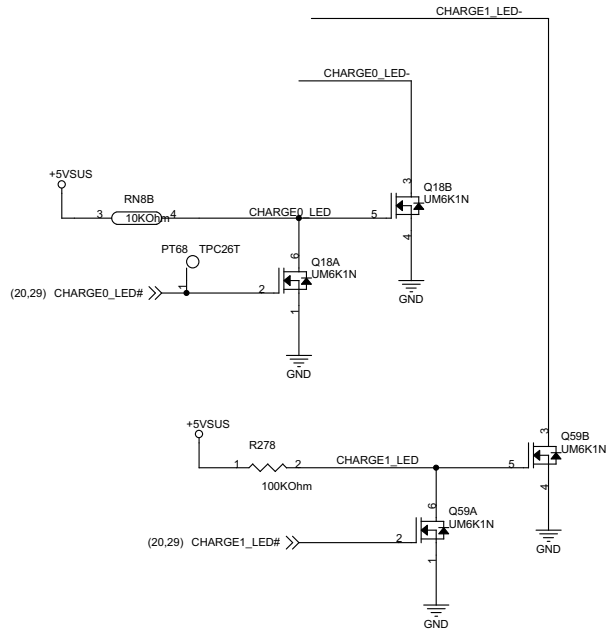 CHARGE1_LED-
CHARGE0_LED-
3
+5VSUS
RN8B
Q18B
UM6K1N
3
10KOhm
4
CHARGE0_LED
5
4
PT68 TPC26T
6
Q18A
UM6K1N
GND
(20,29) CHARGE0_LED#
1
2
1
GND
+5VSUS
R278
3
Q59B
UM6K1N
1
2
CHARGE1_LED
5
100KOhm
4
6
Q59A
UM6K1N
(20,29) CHARGE1_LED#
2
GND
1
GND